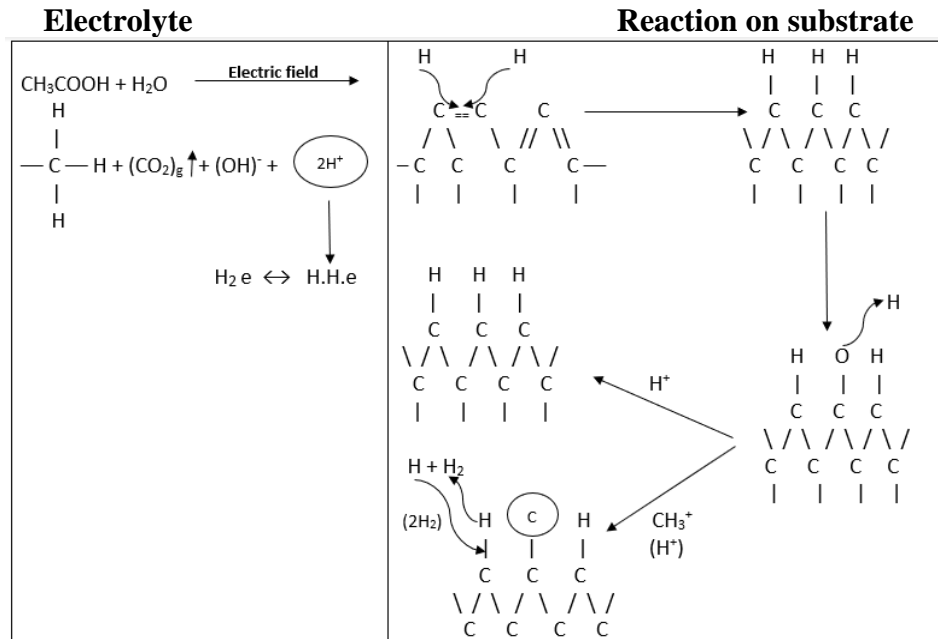 Electrolyte
Reaction on substrate
CH₃COOH + H₂O Electric field
H
|
— C — H + (CO₂)g ↑ + (OH)⁻ + 2H⁺
|
H
H₂ e ↔ H.H.e
H H
C == C C
/ \ \ // \\
– C C C C —
| | | |
H H H
| | |
C C C
\ / \ / \ / \ /
C C C C
| | | |
H
H O H
| | |
C C C
\ / \ / \ / \ /
C C C C
| | | |
H⁺
H H H
| | |
C C C
\ / \ / \ / \ /
C C C C
| | | |
CH₃⁺
(H⁺)
H + H₂
(2H₂) H C H
| | |
C C C
\ / \ / \ / \ /
C C C C